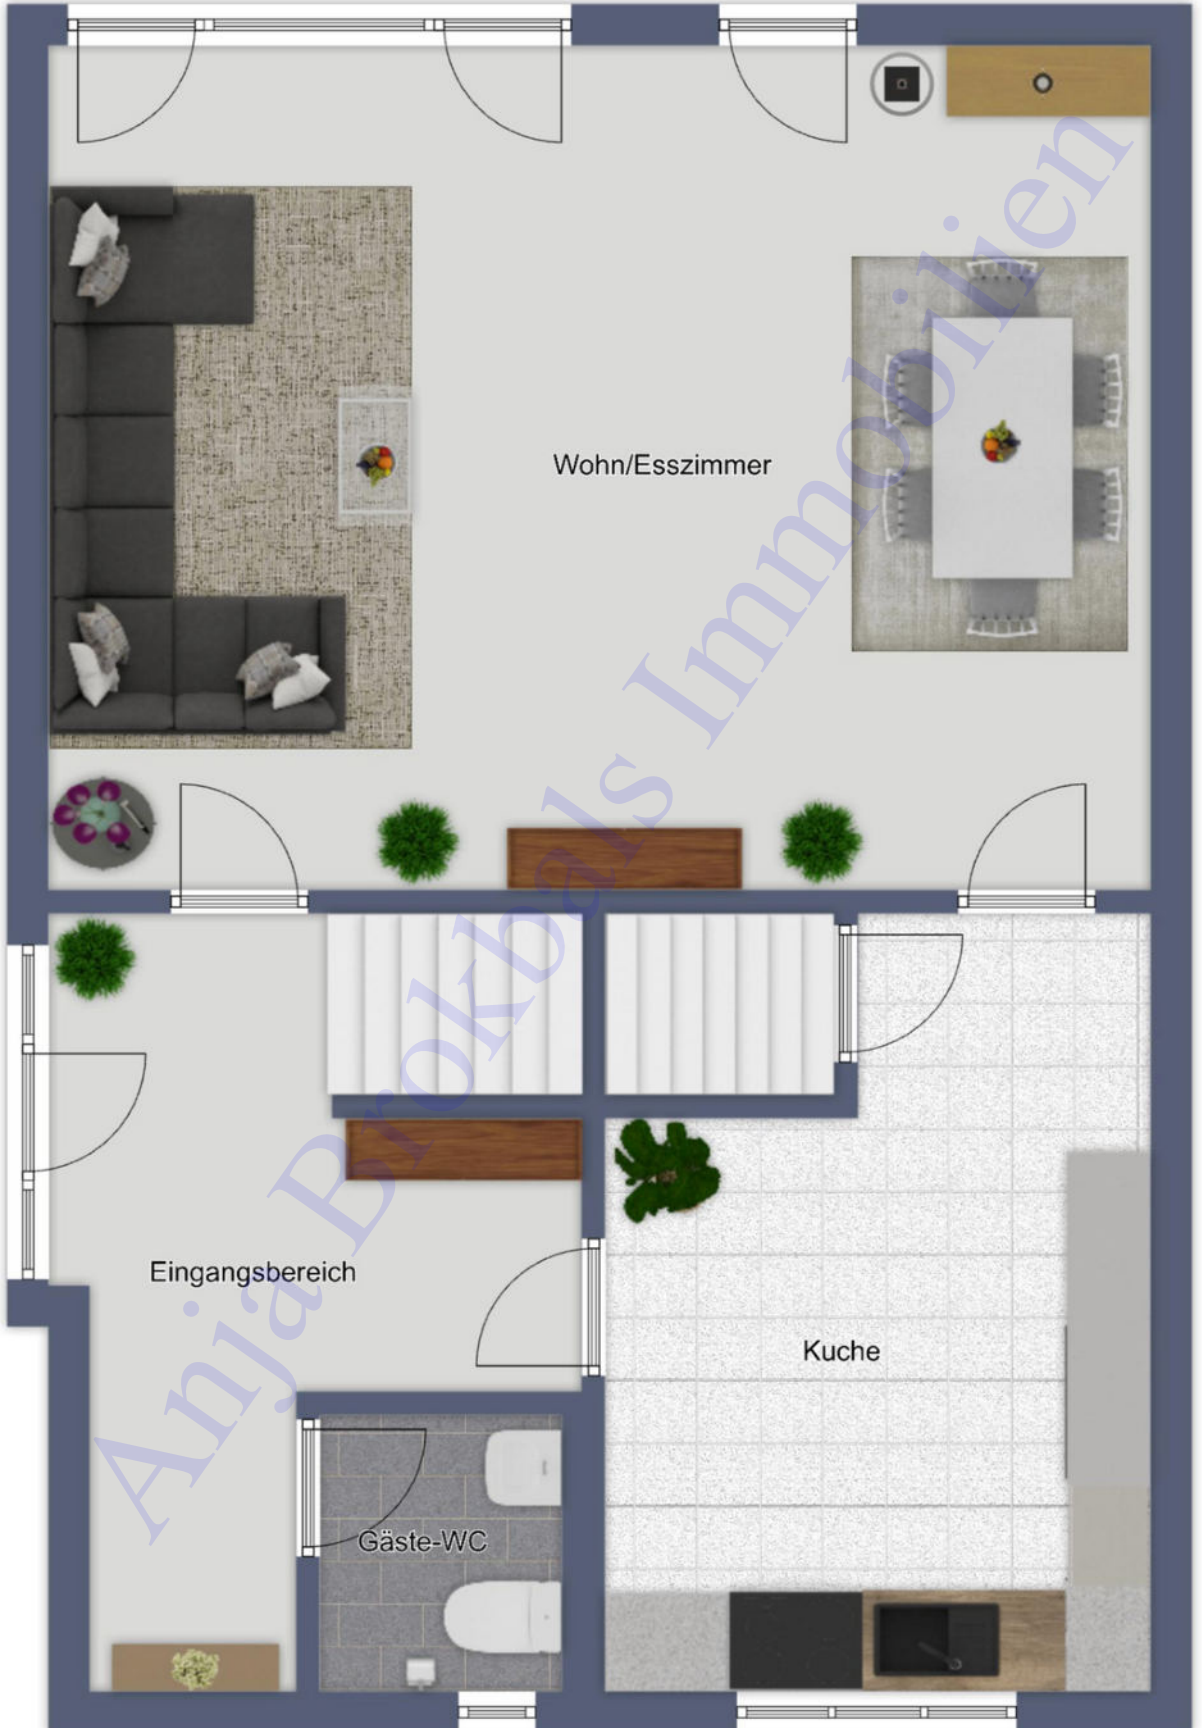 Wohn/Esszimmer
Eingangsbereich
Kuche
Gäste-WC
Anja Brokbals Immobilien